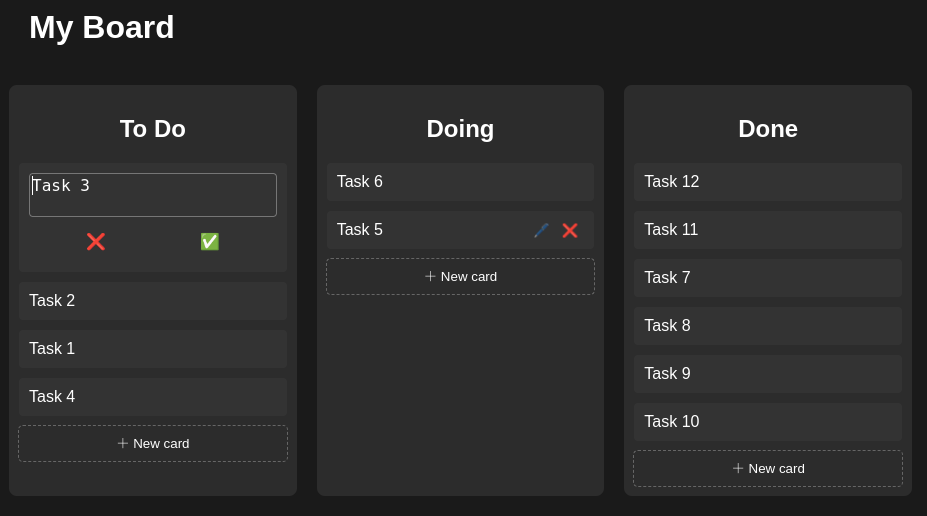 My Board
To Do
Task 3
Task 2
Task 1
Task 4
+ New card
Doing
Task 6
Task 5
+ New card
Done
Task 12
Task 11
Task 7
Task 8
Task 9
Task 10
+ New card